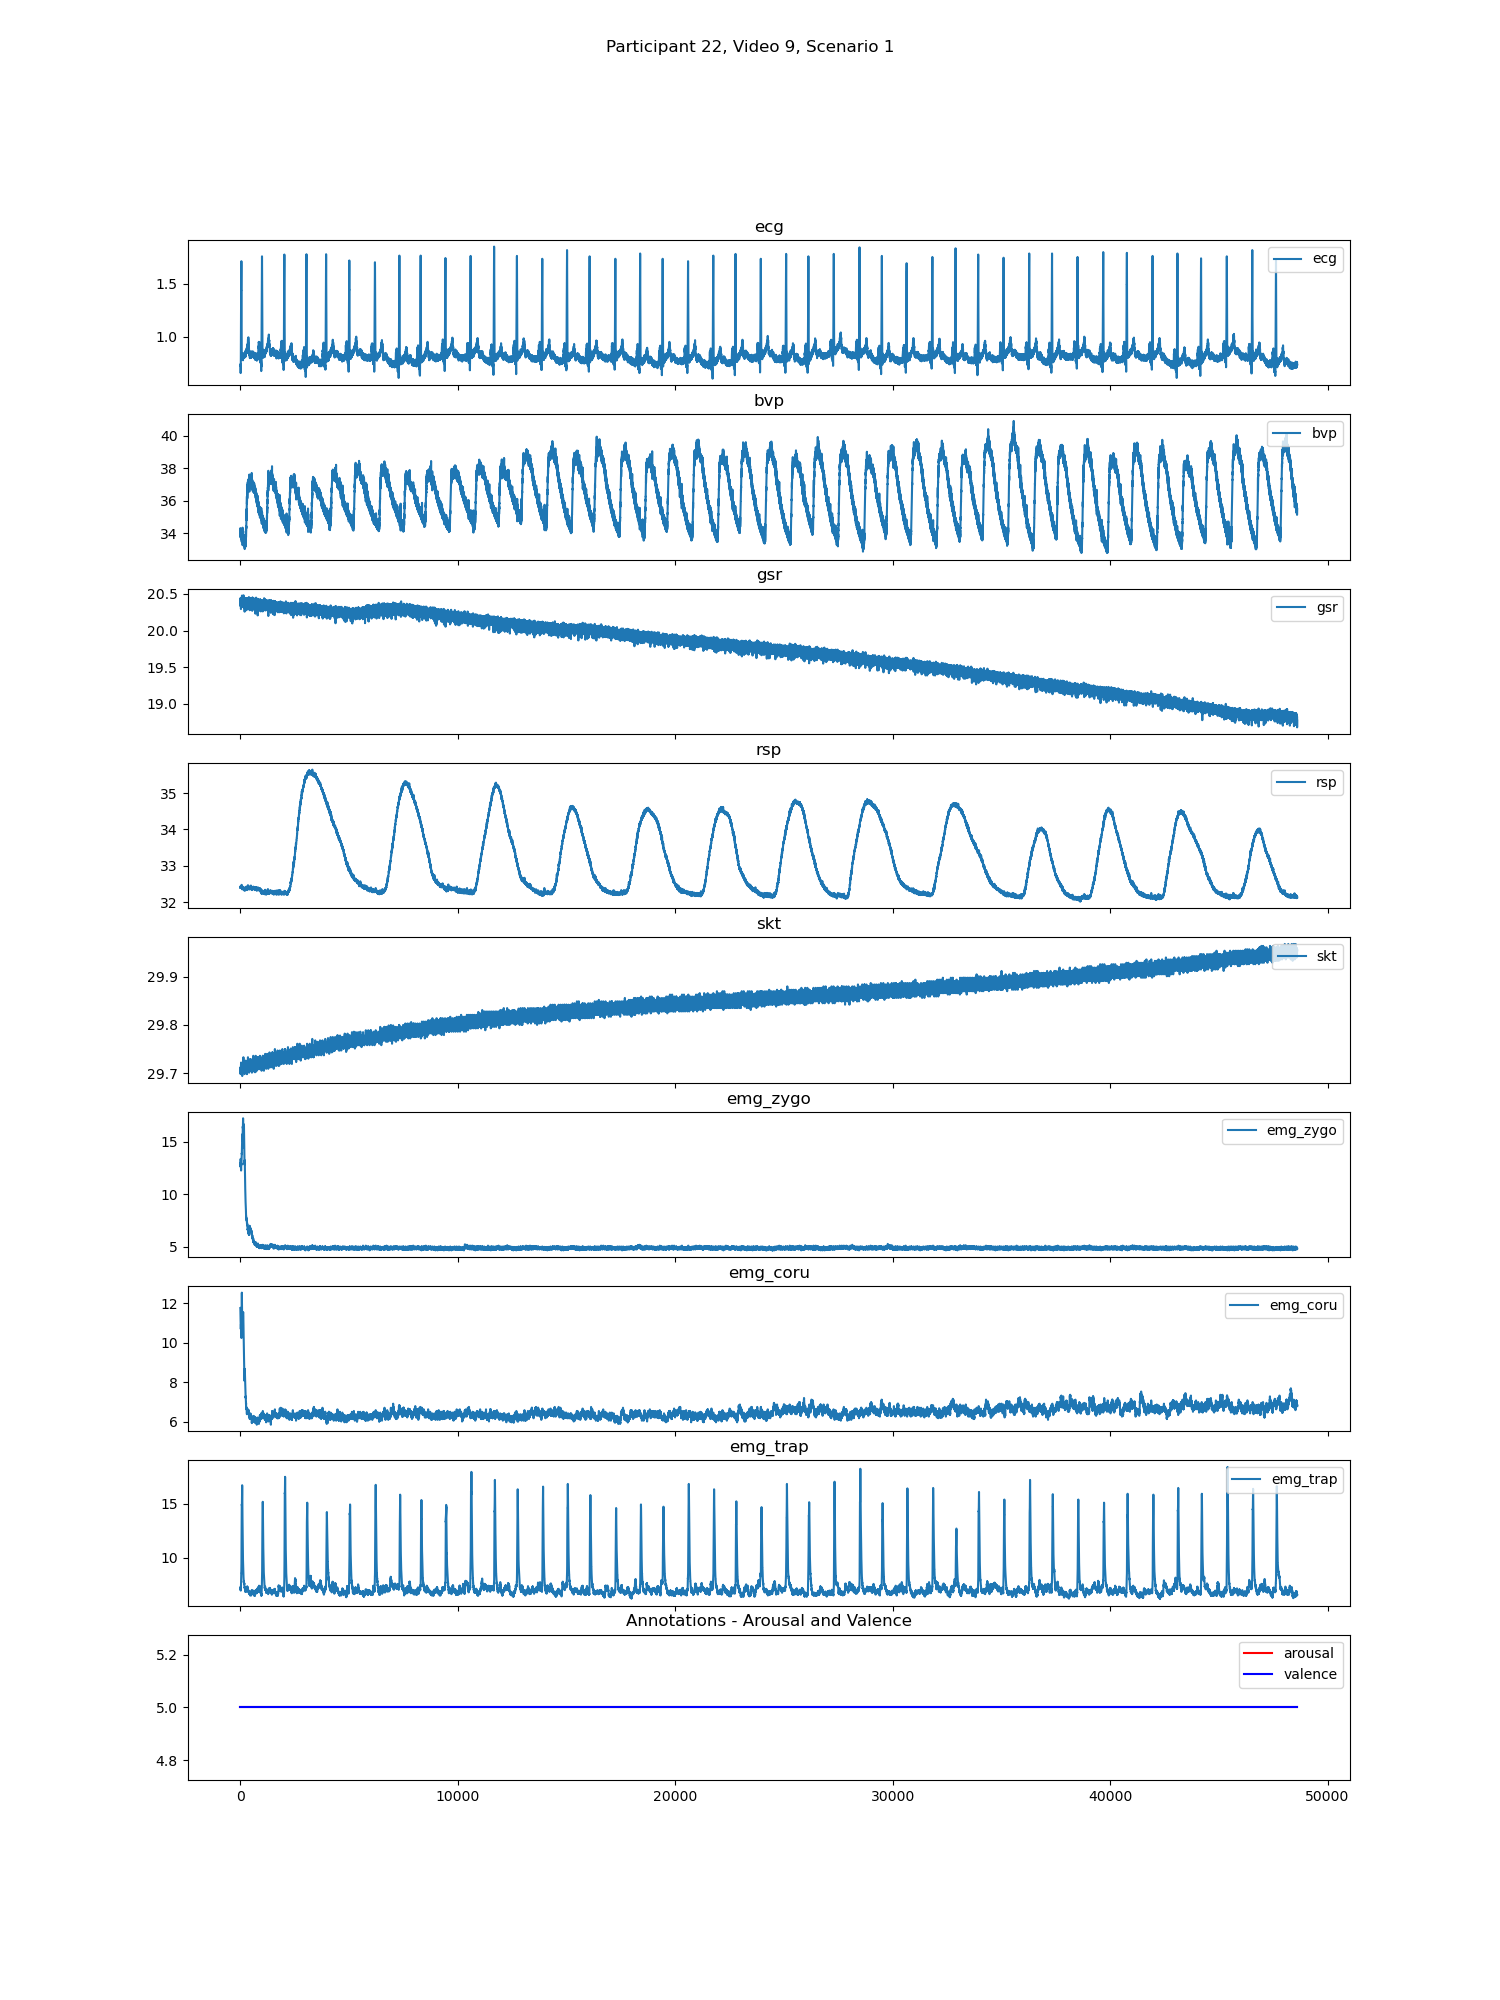 Participant 22, Video 9, Scenario 1
ecg
1.5
1.0
ecg
bvp
40
38
36
34
bvp
gsr
20.5
20.0
19.5
19.0
gsr
rsp
35
34
33
32
rsp
skt
29.9
29.8
29.7
skt
emg_zygo
15
10
5
emg_zygo
emg_coru
12
10
8
6
emg_coru
emg_trap
15
10
emg_trap
Annotations - Arousal and Valence
5.2
5.0
4.8
arousal
valence
0 10000 20000 30000 40000 50000